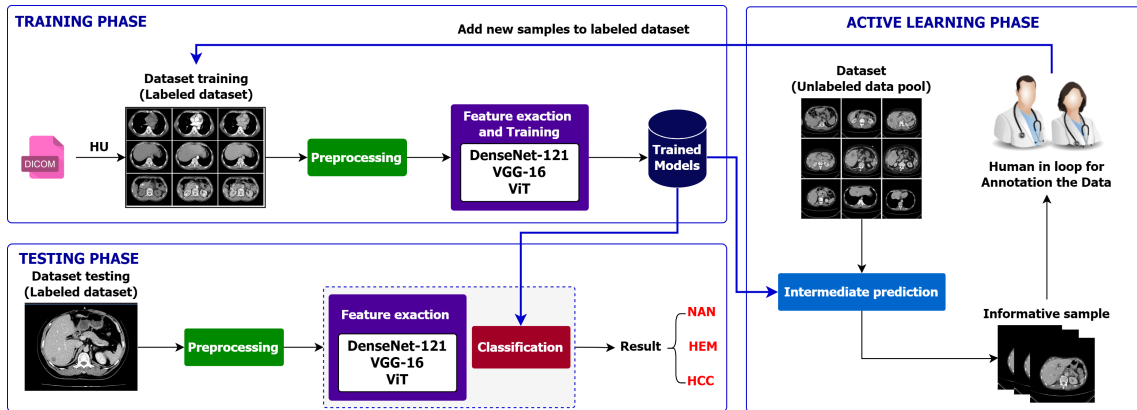 TRAINING PHASE
Add new samples to labeled dataset
Dataset training
(Labeled dataset)
DICOM
HU
Preprocessing
Feature exaction
and Training
DenseNet-121
VGG-16
ViT
Trained
Models
TESTING PHASE
Dataset testing
(Labeled dataset)
Preprocessing
Feature exaction
DenseNet-121
VGG-16
ViT
Classification
Result
NAN
HEM
HCC
ACTIVE LEARNING PHASE
Dataset
(Unlabeled data pool)
Human in loop for
Annotation the Data
Intermediate prediction
Informative sample